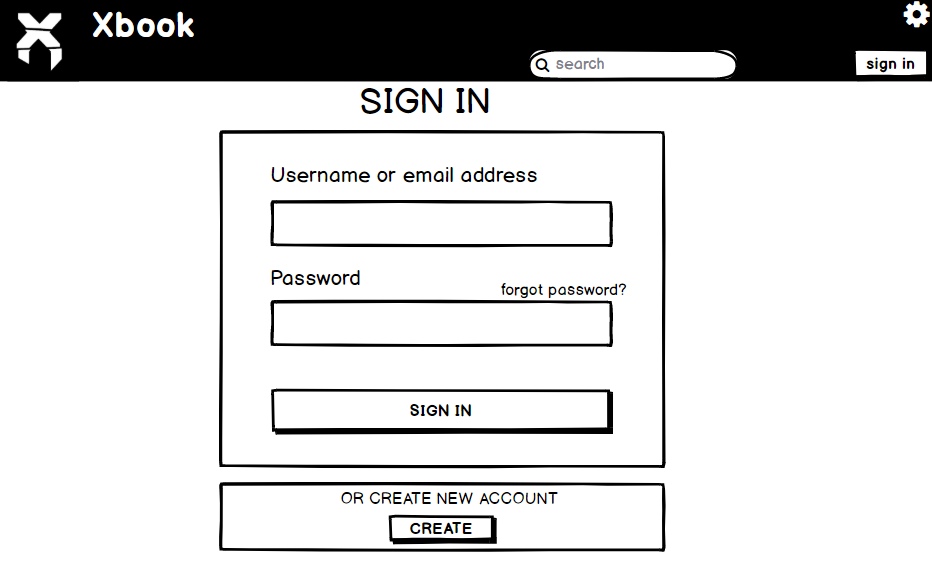 Xbook
search
sign in
SIGN IN
Username or email address
Password
forgot password?
SIGN IN
OR CREATE NEW ACCOUNT
CREATE